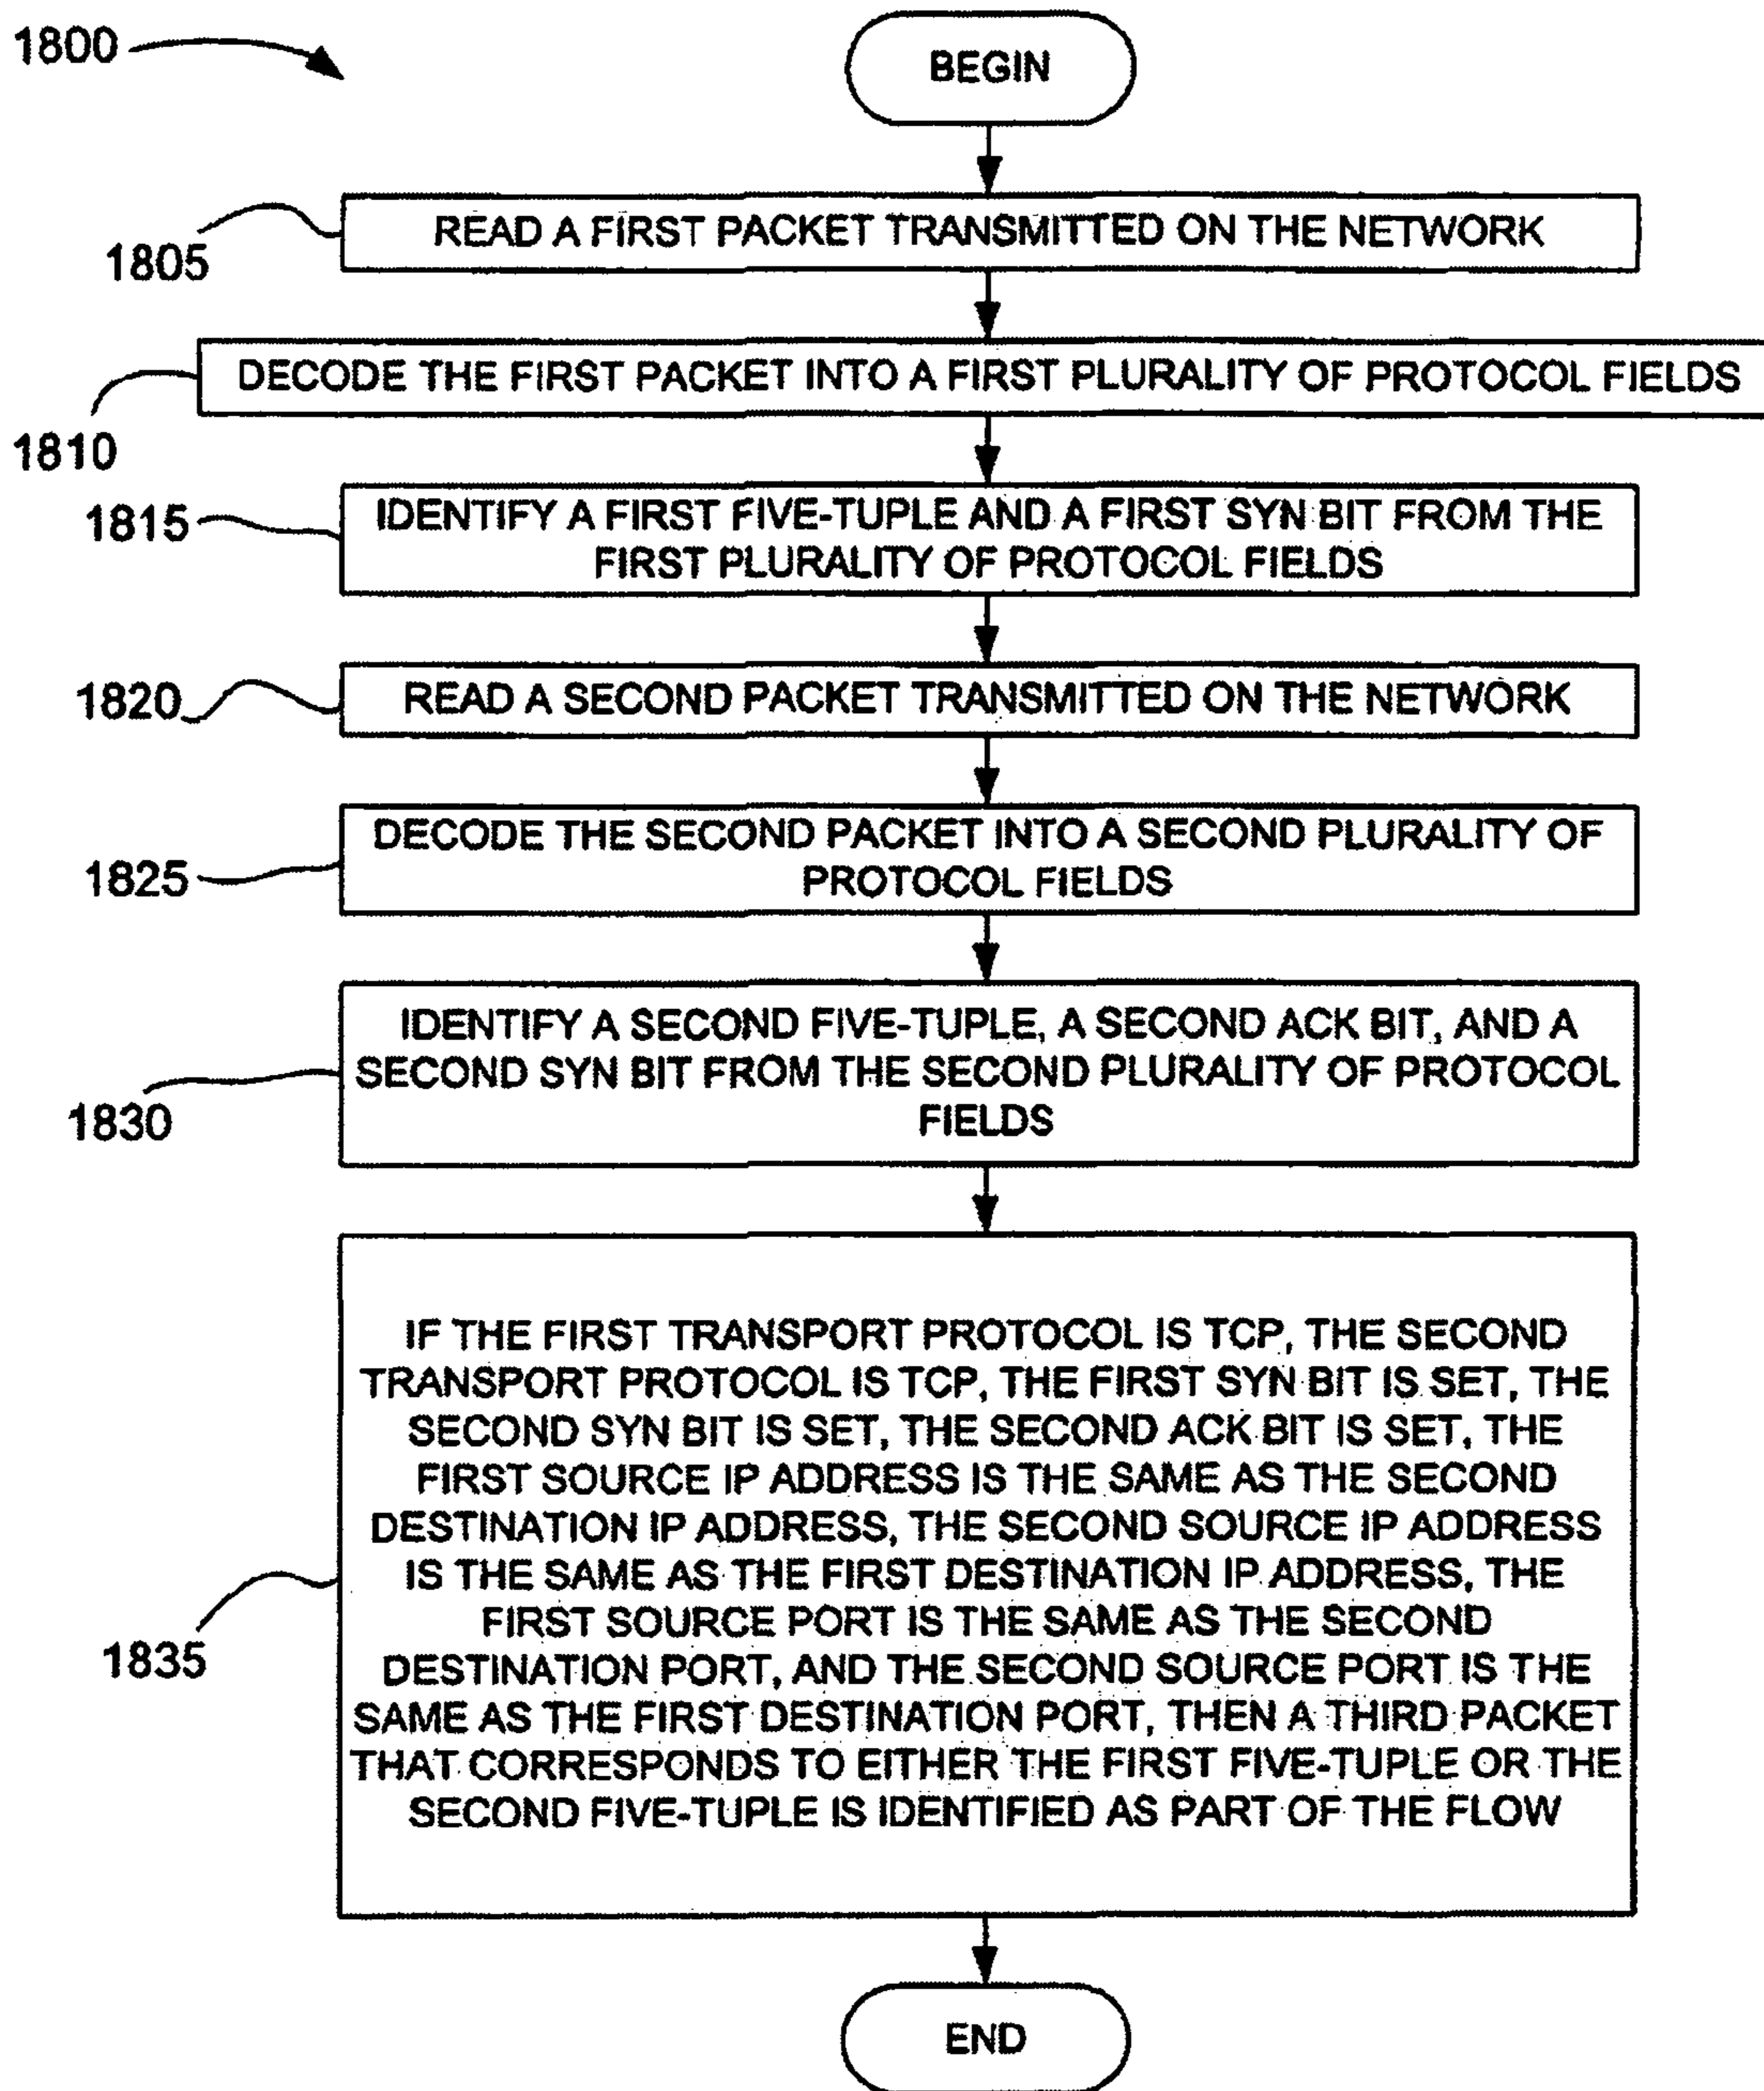 1800
BEGIN
READ A FIRST PACKET TRANSMITTED ON THE NETWORK
1805
DECODE THE FIRST PACKET INTO A FIRST PLURALITY OF PROTOCOL FIELDS
1810
IDENTIFY A FIRST FIVE-TUPLE AND A FIRST SYN BIT FROM THE
FIRST PLURALITY OF PROTOCOL FIELDS
1815
READ A SECOND PACKET TRANSMITTED ON THE NETWORK
1820
DECODE THE SECOND PACKET INTO A SECOND PLURALITY OF
PROTOCOL FIELDS
1825
IDENTIFY A SECOND FIVE-TUPLE, A SECOND ACK BIT, AND A
SECOND SYN BIT FROM THE SECOND PLURALITY OF PROTOCOL
FIELDS
1830
IF THE FIRST TRANSPORT PROTOCOL IS TCP, THE SECOND
TRANSPORT PROTOCOL IS TCP, THE FIRST SYN BIT IS SET, THE
SECOND SYN BIT IS SET, THE SECOND ACK BIT IS SET, THE
FIRST SOURCE IP ADDRESS IS THE SAME AS THE SECOND
DESTINATION IP ADDRESS, THE SECOND SOURCE IP ADDRESS
IS THE SAME AS THE FIRST DESTINATION IP ADDRESS, THE
FIRST SOURCE PORT IS THE SAME AS THE SECOND
DESTINATION PORT, AND THE SECOND SOURCE PORT IS THE
SAME AS THE FIRST DESTINATION PORT, THEN A THIRD PACKET
THAT CORRESPONDS TO EITHER THE FIRST FIVE-TUPLE OR THE
SECOND FIVE-TUPLE IS IDENTIFIED AS PART OF THE FLOW
1835
END